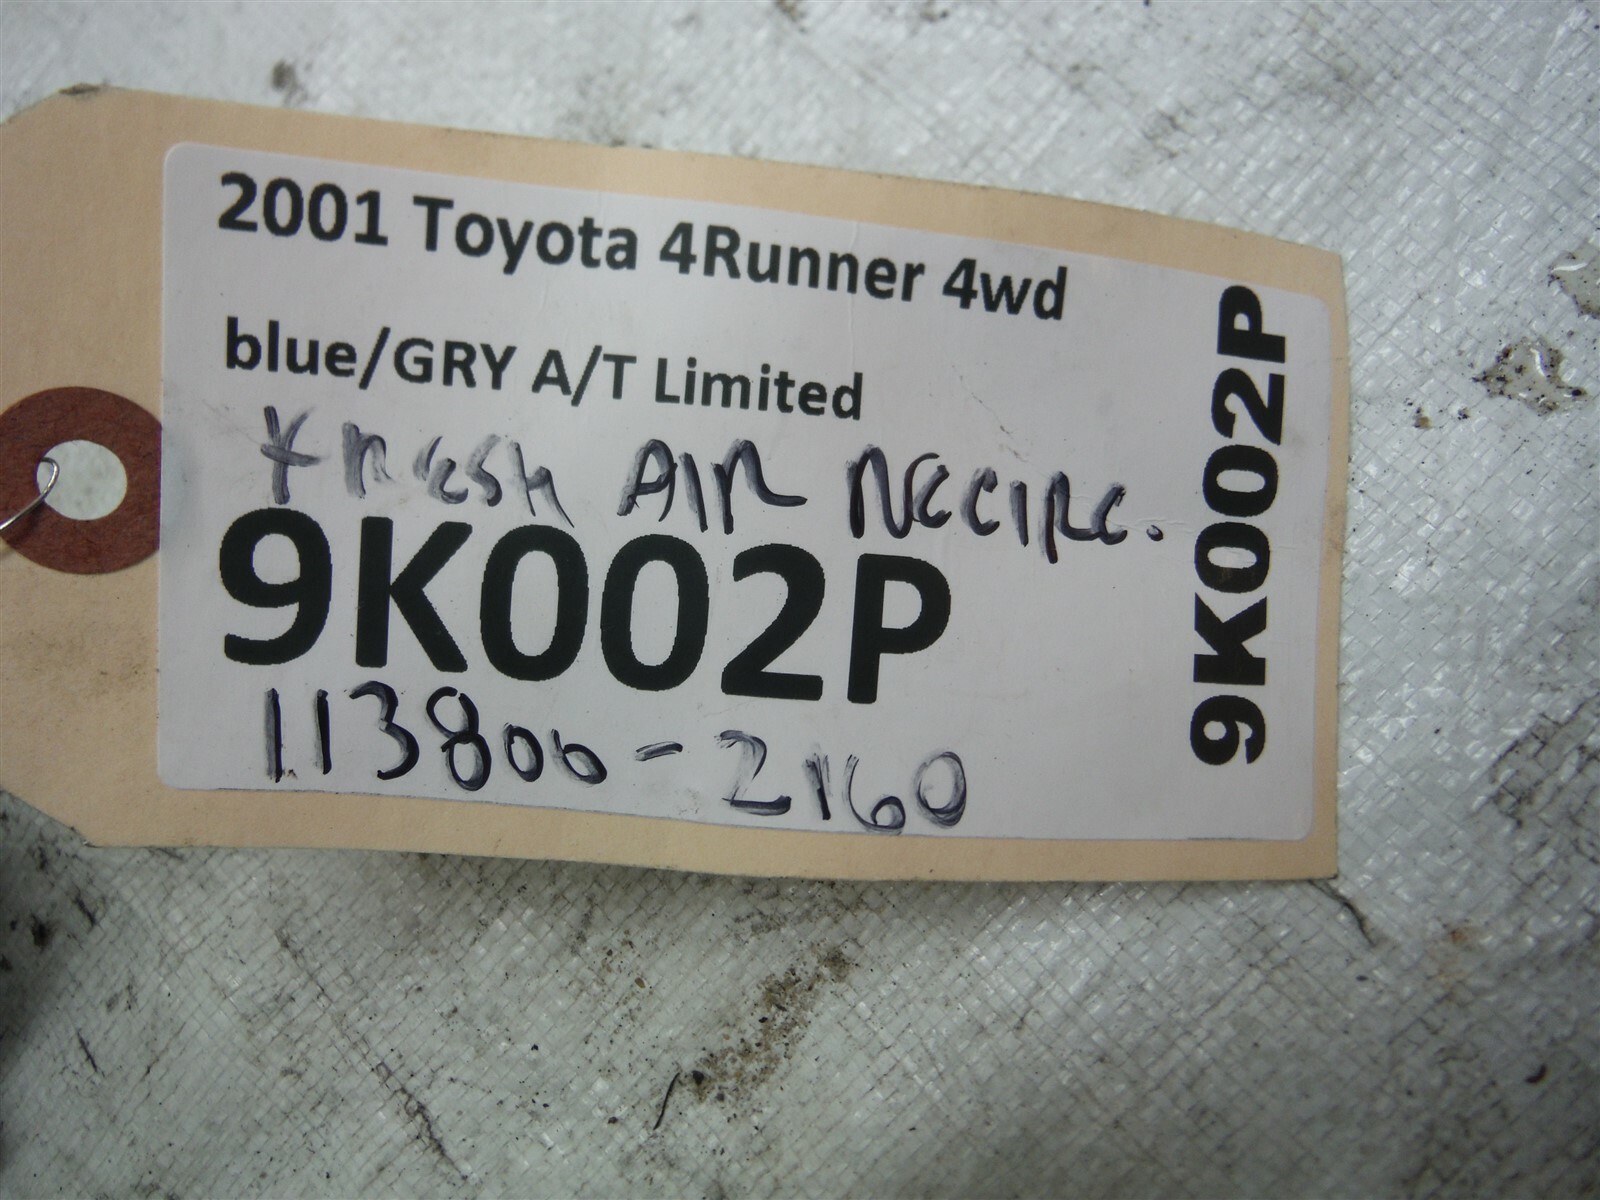 2001 Toyota 4Runner 4wd
blue/GRY A/T Limited
FRESH AIR RECIRC.
9K002P
113800-2160
9K002P